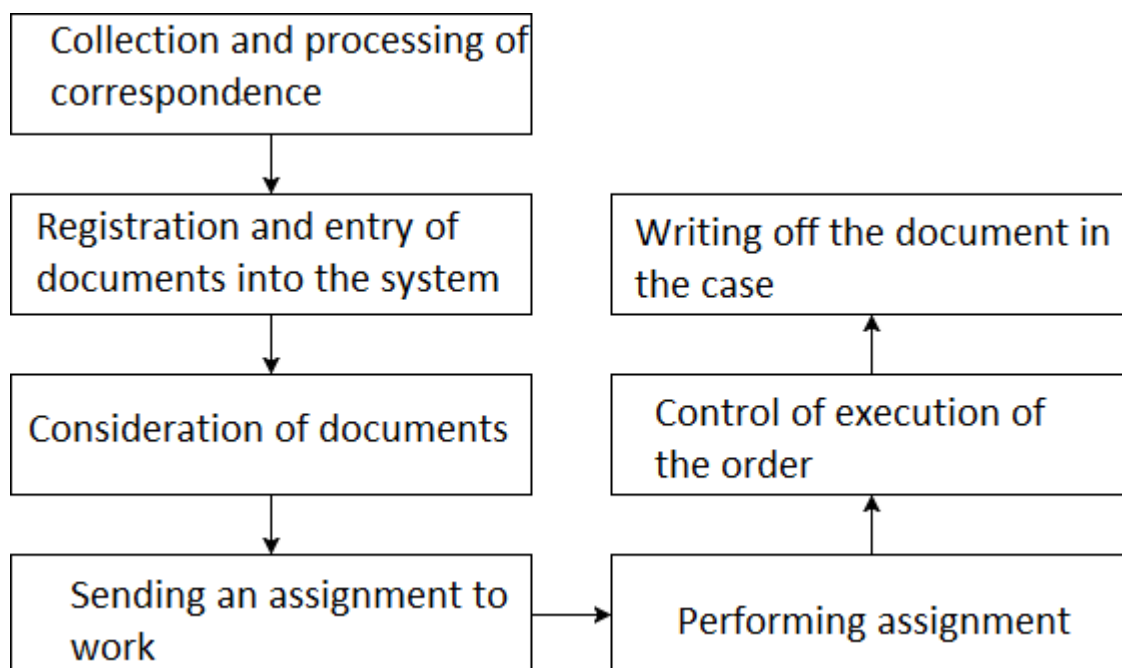 Collection and processing of
correspondence
Registration and entry of
documents into the system
Consideration of documents
Sending an assignment to
work
Performing assignment
Control of execution of
the order
Writing off the document in
the case